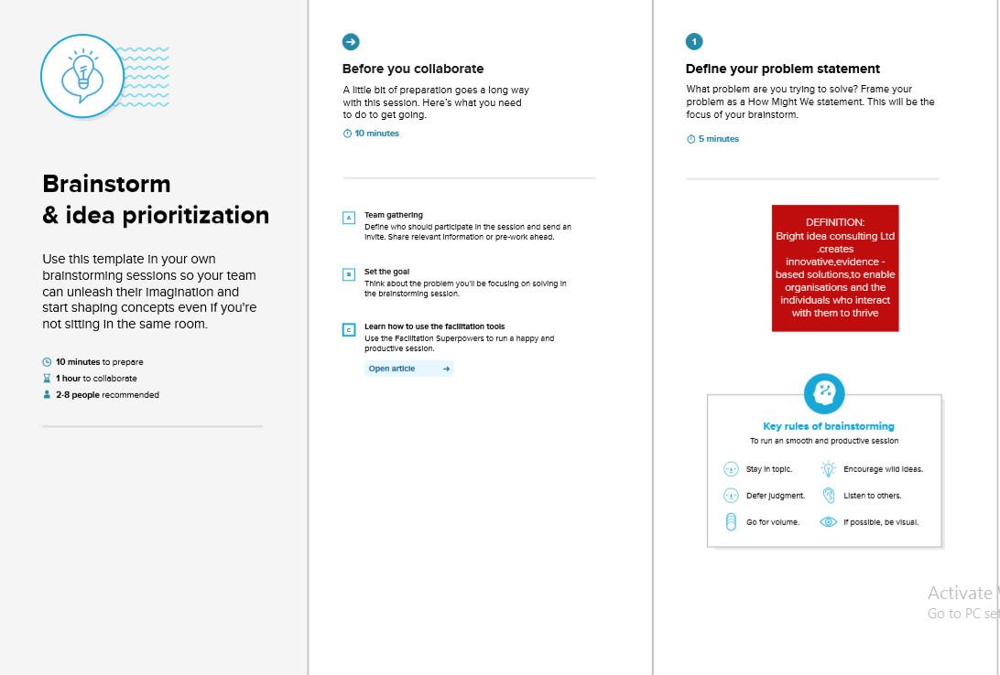 Brainstorm
& idea prioritization
Use this template in your own
brainstorming sessions so your team
can unleash their imagination and
start shaping concepts even if you're
not sitting in the same room.
10 minutes to prepare
1 hour to collaborate
2-8 people recommended
Before you collaborate
A little bit of preparation goes a long way
with this session. Here's what you need
to do to get going.
10 minutes
A
Team gathering
Define who should participate in the session and send an
invite. Share relevant information or pre-work ahead.
B
Set the goal
Think about the problem you'll be focusing on solving in
the brainstorming session.
C
Learn how to use the facilitation tools
Use the Facilitation Superpowers to run a happy and
productive session.
Open article
1
Define your problem statement
What problem are you trying to solve? Frame your
problem as a How Might We statement. This will be the
focus of your brainstorm.
5 minutes
DEFINITION:
Bright idea consulting Ltd
.creates
innovative,evidence -
based solutions,to enable
organisations and the
individuals who interact
with them to thrive
Key rules of brainstorming
To run an smooth and productive session
Stay in topic.
Encourage wild ideas.
Defer judgment.
Listen to others.
Go for volume.
If possible, be visual.
Activate
Go to PC se